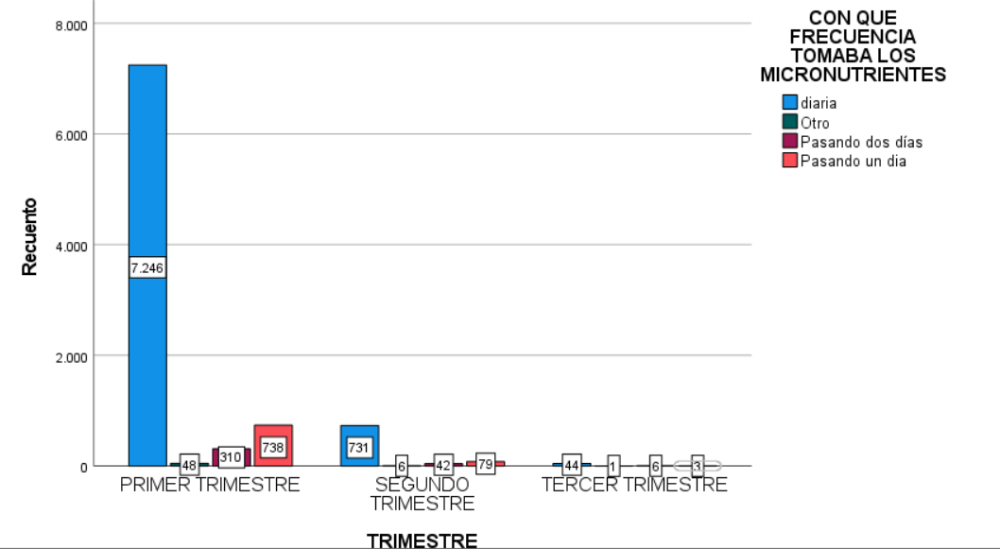 8.000
6.000
4.000
2.000
0
Recuento
7.246
48
310
738
731
6
42
79
44
1
6
3
PRIMER TRIMESTRE
SEGUNDO
TRIMESTRE
TERCER TRIMESTRE
TRIMESTRE
CON QUE
FRECUENCIA
TOMABA LOS
MICRONUTRIENTES
diaria
Otro
Pasando dos días
Pasando un dia